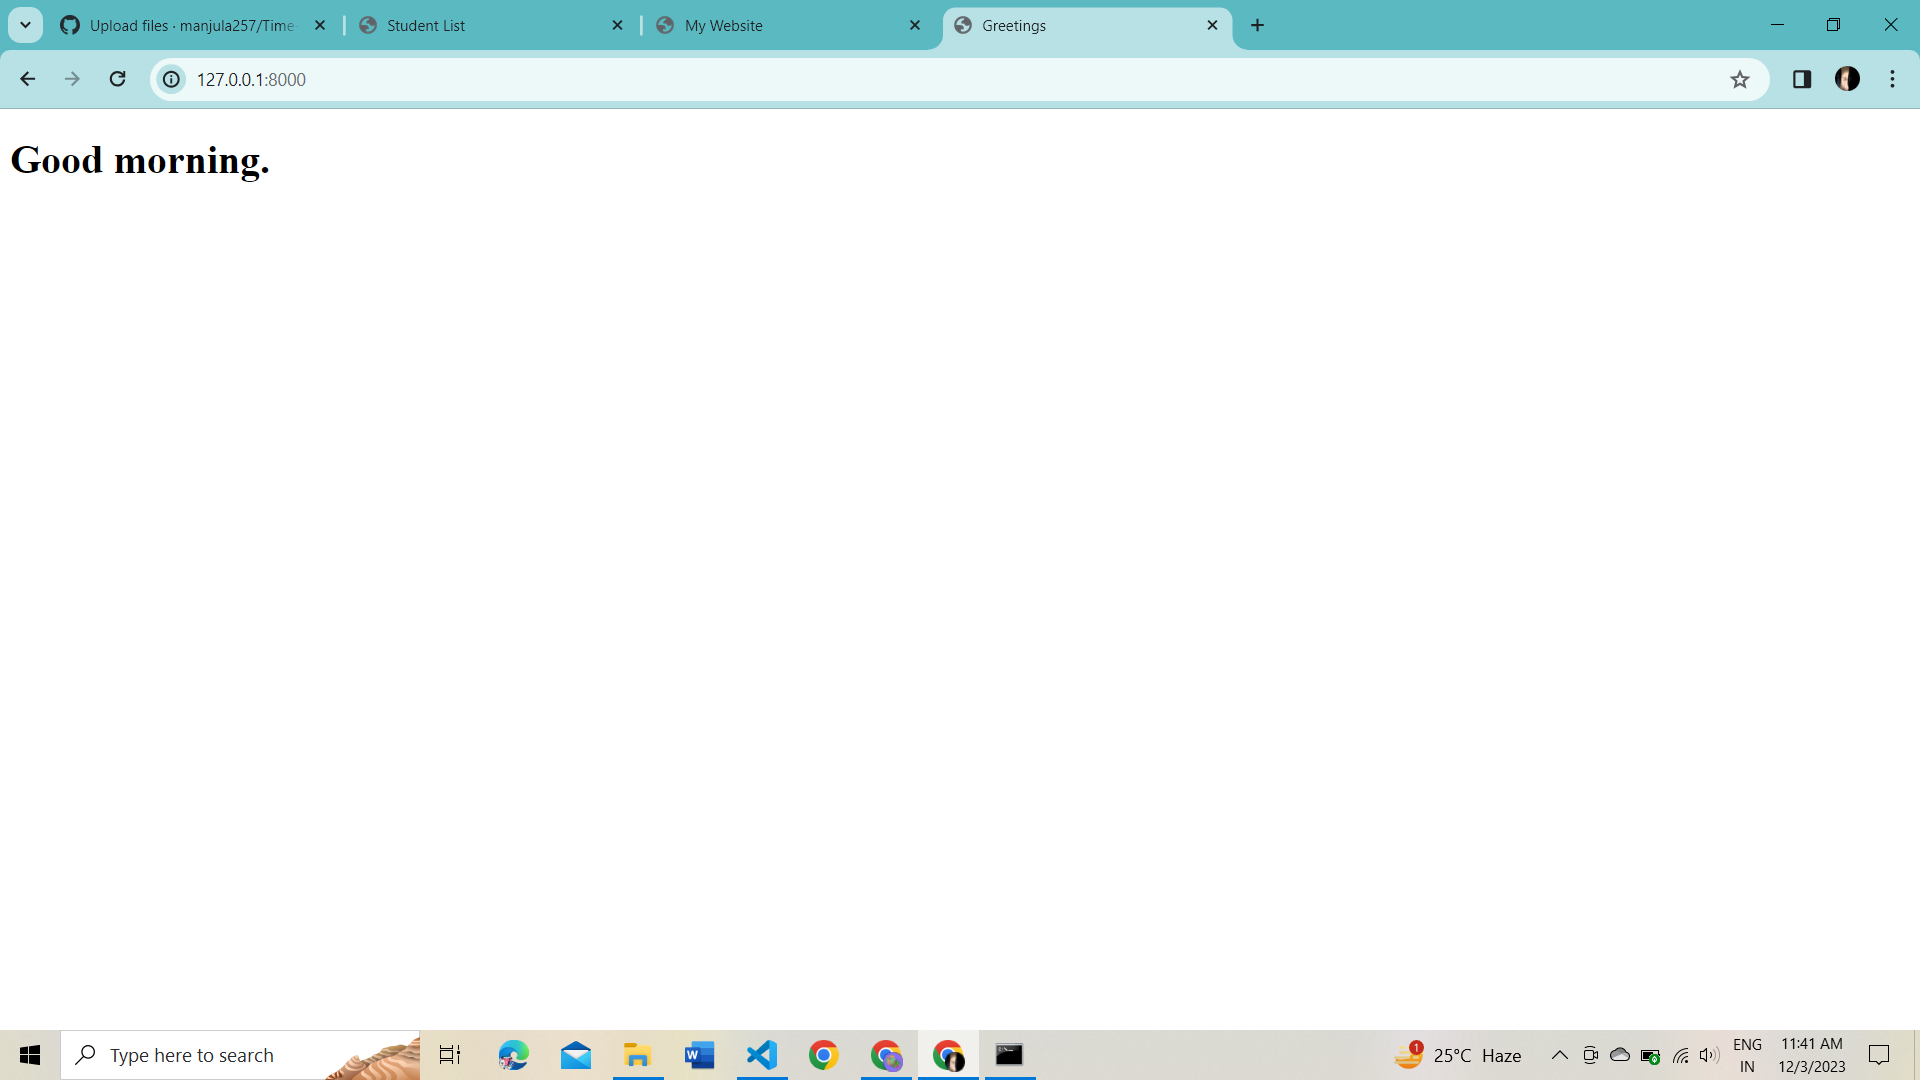 Upload files · manjula257/Time-
Student List
My Website
Greetings
127.0.0.1:8000
Good morning.
Type here to search
1
25°C Haze
ENG
IN
11:41 AM
12/3/2023